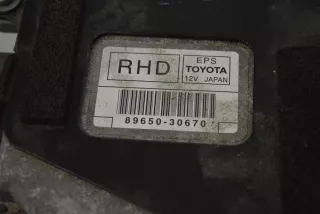 RHD
EPS
TOYOTA
12V JAPAN
89650-30670